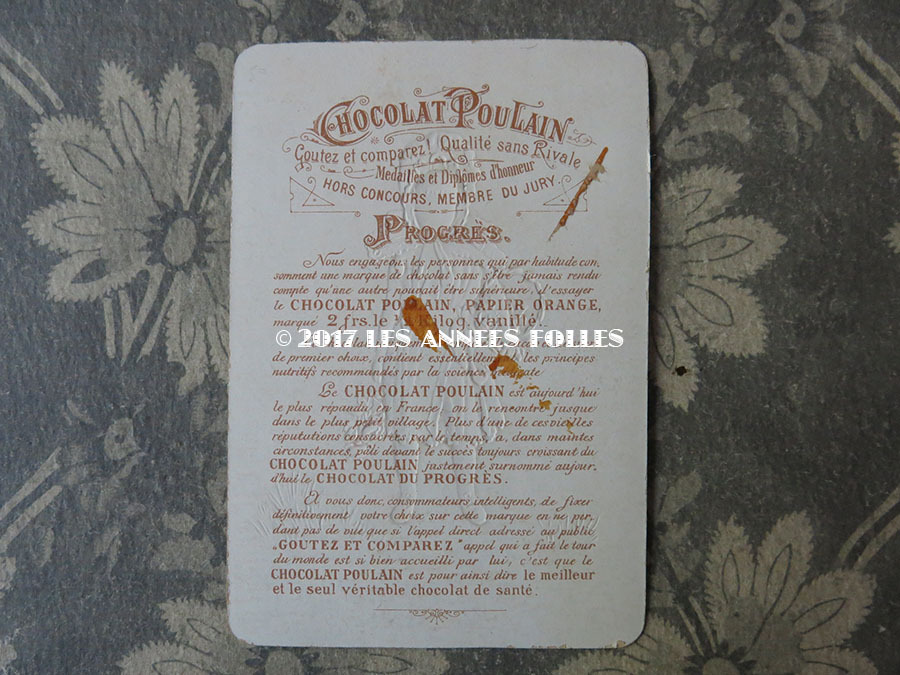 CHOCOLAT POULAIN
Goutez et comparez! Qualité sans Rivale
Médailles et Diplômes d'honneur
HORS CONCOURS, MEMBRE DU JURY.
PROGRÈS.
Nous engageons les personnes qui par habitude con,
somment une marque de chocolat sans s'être jamais rendu
compte qu'une autre pouvait être supérieure, d'essayer
le CHOCOLAT POULAIN, PAPIER ORANGE,
marqué 2 frs. le ½ Kilog. vanillé
© 2017 LES ANNEES FOLLES
de premier choix, contient essentiellement les principes
nutritifs recommandés par la science
Le CHOCOLAT POULAIN est aujourd'hui
le plus répandu en France, on le rencontre jusque
dans le plus petit village. Plus d'une de ces vieilles
réputations consacrées par le temps, a, dans maintes
circonstances, pâli devant le succès toujours croissant du
CHOCOLAT POULAIN justement surnommé aujour,
d'hui le CHOCOLAT DU PROGRÈS.
Et vous donc, consommateurs intelligents, de fixer
définitivement votre choix sur cette marque en ne per,
dant pas de vue que si l'appel direct adressé au public
„GOUTEZ ET COMPAREZ" appel qui a fait le tour
du monde est si bien accueilli par lui, c'est que le
CHOCOLAT POULAIN est pour ainsi dire le meilleur
et le seul véritable chocolat de santé.